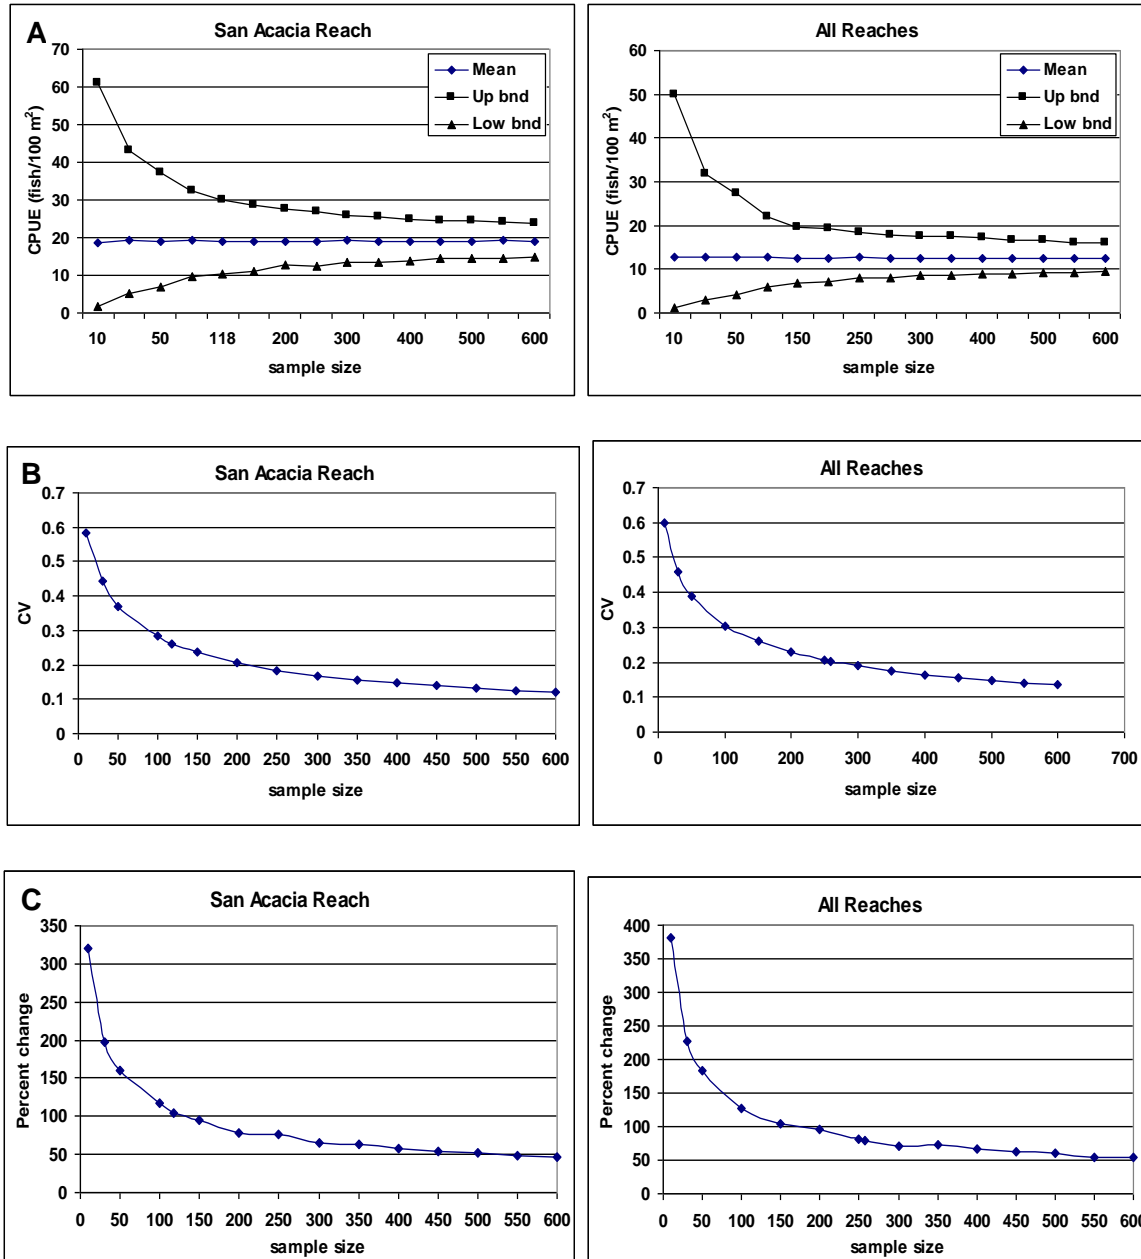 A
San Acacia Reach
70
60
50
40
30
20
10
0
CPUE (fish/100 m²)
Mean
Up bnd
Low bnd
10 50 118 200 300 400 500 600
sample size
All Reaches
60
50
40
30
20
10
0
CPUE (fish/100 m²)
Mean
Up bnd
Low bnd
10 50 150 250 300 400 500 600
sample size
B
San Acacia Reach
0.7
0.6
0.5
0.4
0.3
0.2
0.1
0
CV
0 50 100 150 200 250 300 350 400 450 500 550 600
sample size
All Reaches
0.7
0.6
0.5
0.4
0.3
0.2
0.1
0
CV
0 100 200 300 400 500 600 700
sample size
C
San Acacia Reach
350
300
250
200
150
100
50
0
Percent change
0 50 100 150 200 250 300 350 400 450 500 550 600
sample size
All Reaches
400
350
300
250
200
150
100
50
0
Percent change
0 50 100 150 200 250 300 350 400 450 500 550 600
sample size